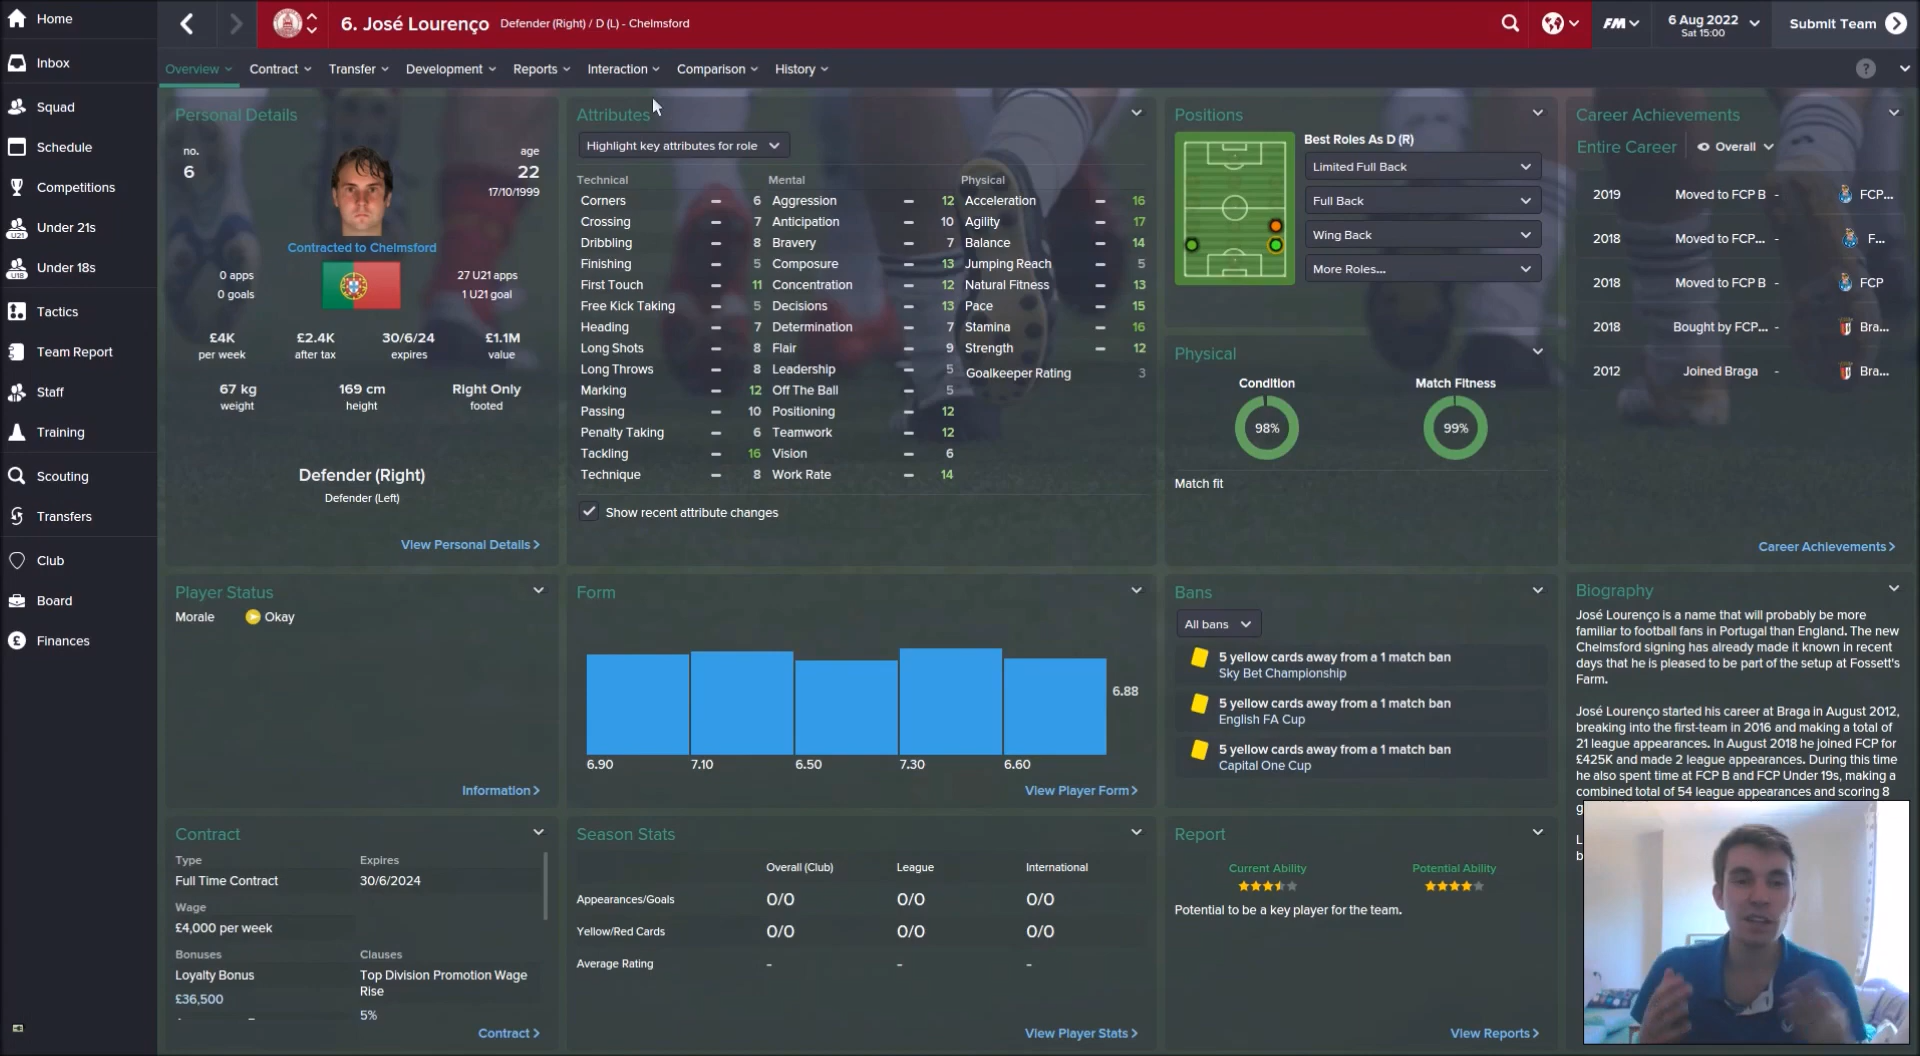 Home
Inbox
Squad
Schedule
Competitions
Under 21s
Under 18s
Tactics
Team Report
Staff
Training
Scouting
Transfers
Club
Board
Finances
6. José Lourenço Defender (Right) / D (L) - Chelmsford
FM
6 Aug 2022
Sat 15:00
Submit Team
Overview Contract Transfer Development Reports Interaction Comparison History
?
Personal Details
no.
6
age
22
17/10/1999
Contracted to Chelmsford
0 apps
0 goals
27 U21 apps
1 U21 goal
£4K £2.4K 30/6/24 £1.1M
per week after tax expires value
67 kg 169 cm Right Only
weight height footed
Defender (Right)
Defender (Left)
View Personal Details >
Attributes
Highlight key attributes for role
Technical Mental Physical
Corners - 6 Aggression - 12 Acceleration - 16
Crossing - 7 Anticipation - 10 Agility - 17
Dribbling - 8 Bravery - 7 Balance - 14
Finishing - 5 Composure - 13 Jumping Reach - 5
First Touch - 11 Concentration - 12 Natural Fitness - 13
Free Kick Taking - 5 Decisions - 13 Pace - 15
Heading - 7 Determination - 7 Stamina - 16
Long Shots - 8 Flair - 9 Strength - 12
Long Throws - 8 Leadership - 5 Goalkeeper Rating 3
Marking - 12 Off The Ball - 5
Passing - 10 Positioning - 12
Penalty Taking - 6 Teamwork - 12
Tackling - 16 Vision - 6
Technique - 8 Work Rate - 14
Show recent attribute changes
Positions
Best Roles As D (R)
Limited Full Back
Full Back
Wing Back
More Roles...
Physical
Condition Match Fitness
98% 99%
Match fit
Career Achievements
Entire Career Overall
2019 Moved to FCP B - FCP...
2018 Moved to FCP... - F...
2018 Moved to FCP B - FCP
2018 Bought by FCP... - Bra...
2012 Joined Braga - Bra...
Career Achievements >
Player Status
Morale Okay
Information >
Form
6.88
6.90 7.10 6.50 7.30 6.60
View Player Form >
Bans
All bans
5 yellow cards away from a 1 match ban
Sky Bet Championship
5 yellow cards away from a 1 match ban
English FA Cup
5 yellow cards away from a 1 match ban
Capital One Cup
Biography
José Lourenço is a name that will probably be more
familiar to football fans in Portugal than England. The new
Chelmsford signing has already made it known in recent
days that he is pleased to be part of the setup at Fossett's
Farm.
José Lourenço started his career at Braga in August 2012,
breaking into the first-team in 2016 and making a total of
21 league appearances. In August 2018 he joined FCP for
£425K and made 2 league appearances. During this time
he also spent time at FCP B and FCP Under 19s, making a
combined total of 54 league appearances and scoring 8
Contract
Type Expires
Full Time Contract 30/6/2024
Wage
£4,000 per week
Bonuses Clauses
Loyalty Bonus Top Division Promotion Wage
£36,500 Rise
5%
Contract >
Season Stats
Overall (Club) League International
Appearances/Goals 0/0 0/0 0/0
Yellow/Red Cards 0/0 0/0 0/0
Average Rating - - -
View Player Stats >
Report
Current Ability Potential Ability
Potential to be a key player for the team.
View Reports >